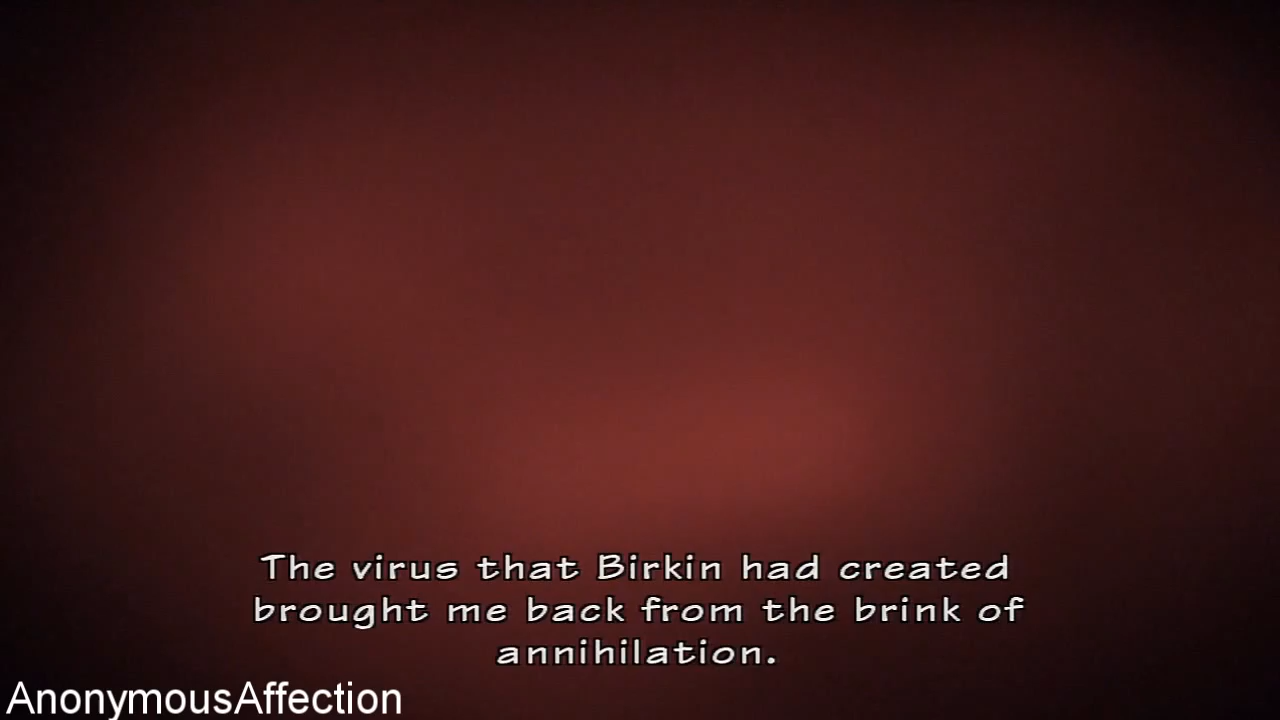 The virus that Birkin had created
brought me back from the brink of
annihilation.
AnonymousAffection